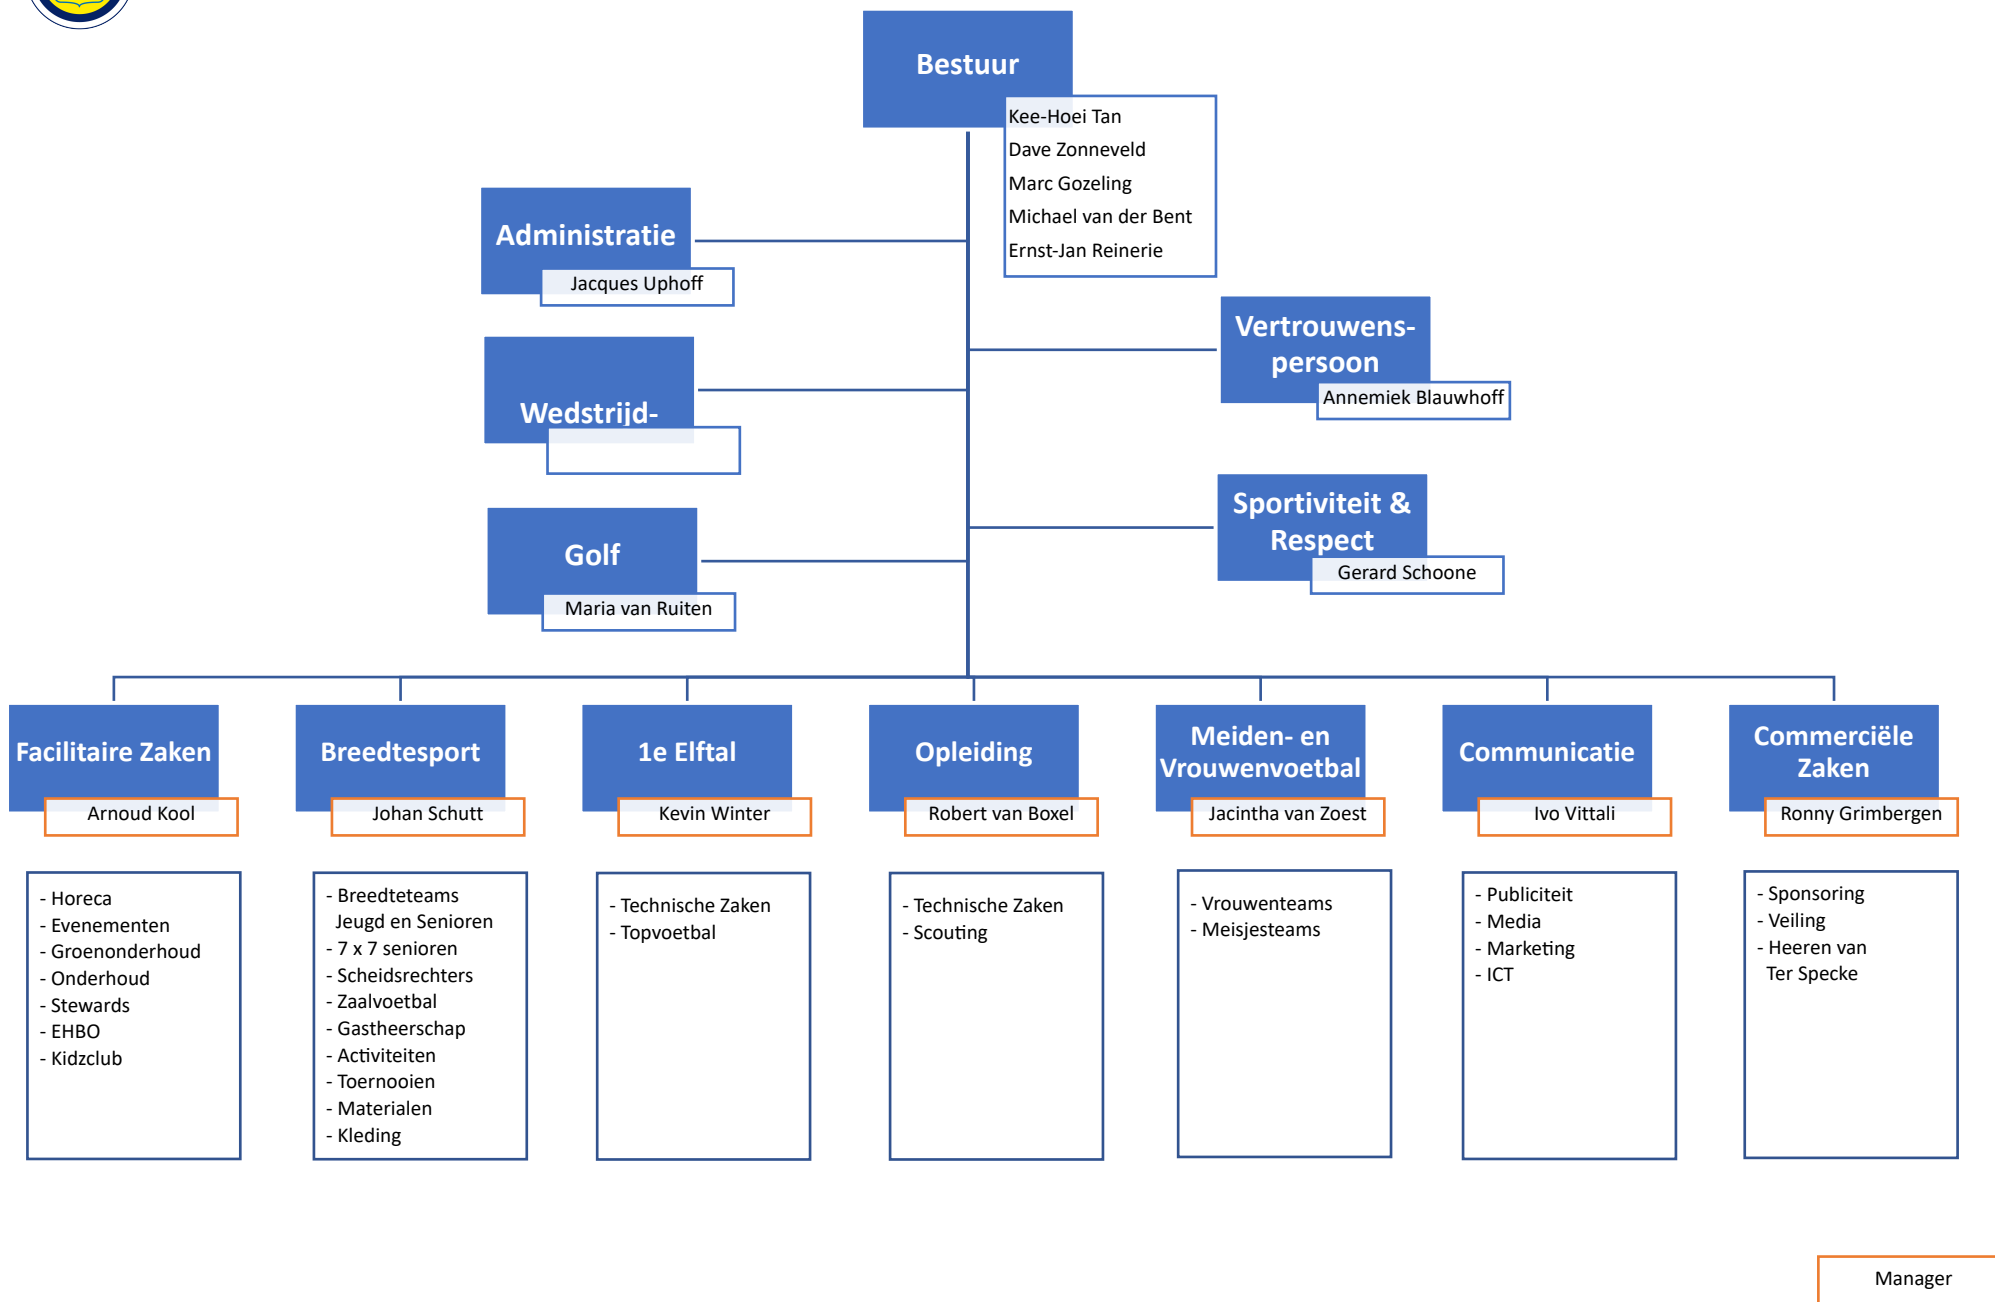 Bestuur
Kee-Hoei Tan
Dave Zonneveld
Marc Gozeling
Michael van der Bent
Ernst-Jan Reinerie
Administratie
Jacques Uphoff
Vertrouwens-
persoon
Annemiek Blauwhoff
Wedstrijd-
Sportiviteit &
Respect
Gerard Schoone
Golf
Maria van Ruiten
Facilitaire Zaken
Arnoud Kool
- Horeca
- Evenementen
- Groenonderhoud
- Onderhoud
- Stewards
- EHBO
- Kidzclub
Breedtesport
Johan Schutt
- Breedteteams
Jeugd en Senioren
- 7 x 7 senioren
- Scheidsrechters
- Zaalvoetbal
- Gastheerschap
- Activiteiten
- Toernooien
- Materialen
- Kleding
1e Elftal
Kevin Winter
- Technische Zaken
- Topvoetbal
Opleiding
Robert van Boxel
- Technische Zaken
- Scouting
Meiden- en
Vrouwenvoetbal
Jacintha van Zoest
- Vrouwenteams
- Meisjesteams
Communicatie
Ivo Vittali
- Publiciteit
- Media
- Marketing
- ICT
Commerciële
Zaken
Ronny Grimbergen
- Sponsoring
- Veiling
- Heeren van
Ter Specke
Manager